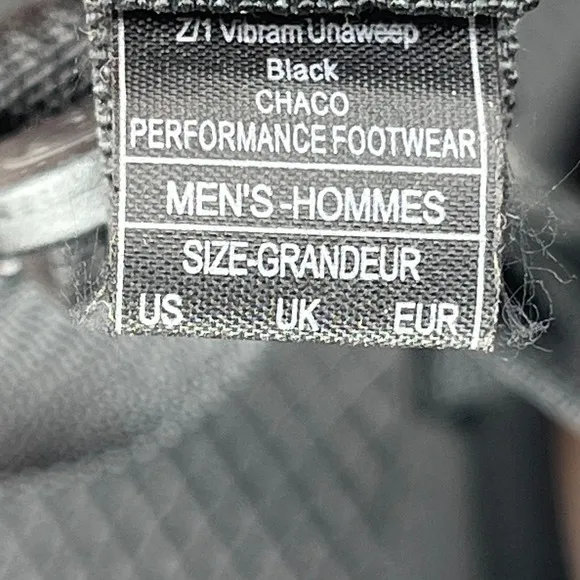 Z/1 Vibram Unaweep
Black
CHACO
PERFORMANCE FOOTWEAR
MEN'S-HOMMES
SIZE-GRANDEUR
US UK EUR